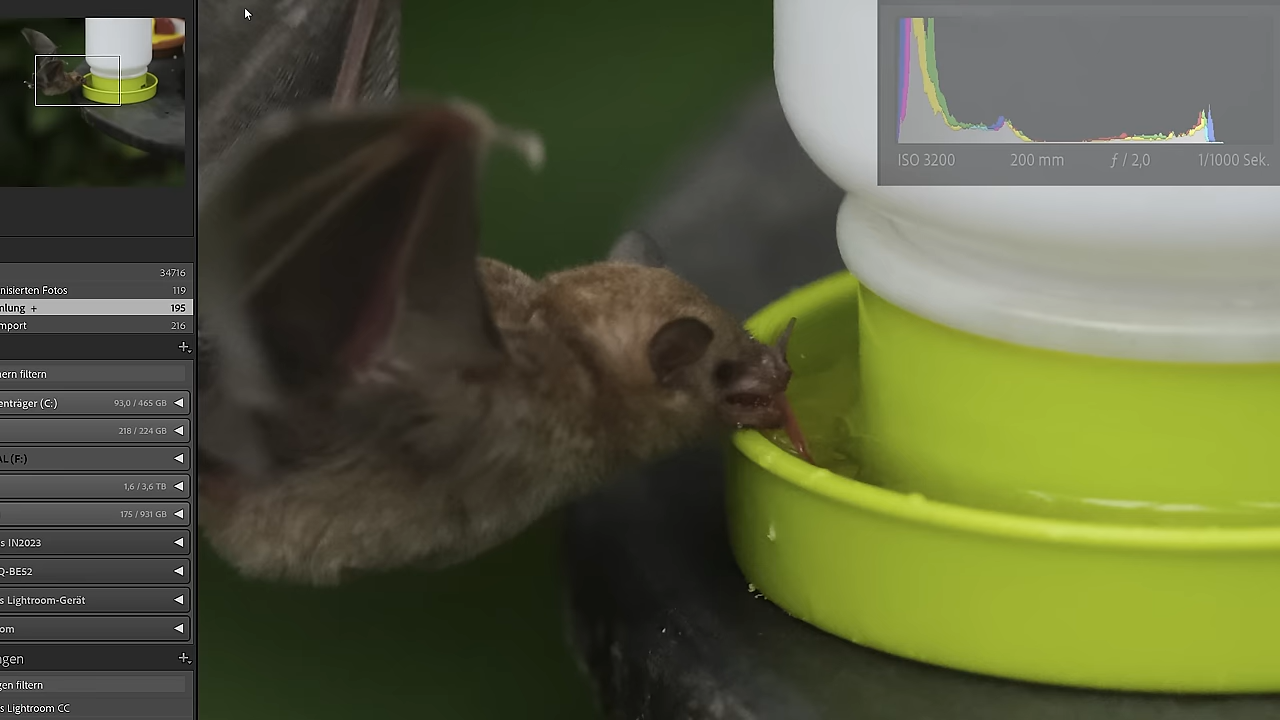 ISO 3200 200 mm ƒ / 2,0 1/1000 Sek.
34716
nisierten Fotos 119
nlung + 195
mport 216
ern filtern
enträger (C:) 93,0 / 465 GB
218 / 224 GB
AL (F:)
1,6 / 3,6 TB
175 / 931 GB
s IN2023
Q-BE52
s Lightroom-Gerät
om
ngen
gen filtern
s Lightroom CC